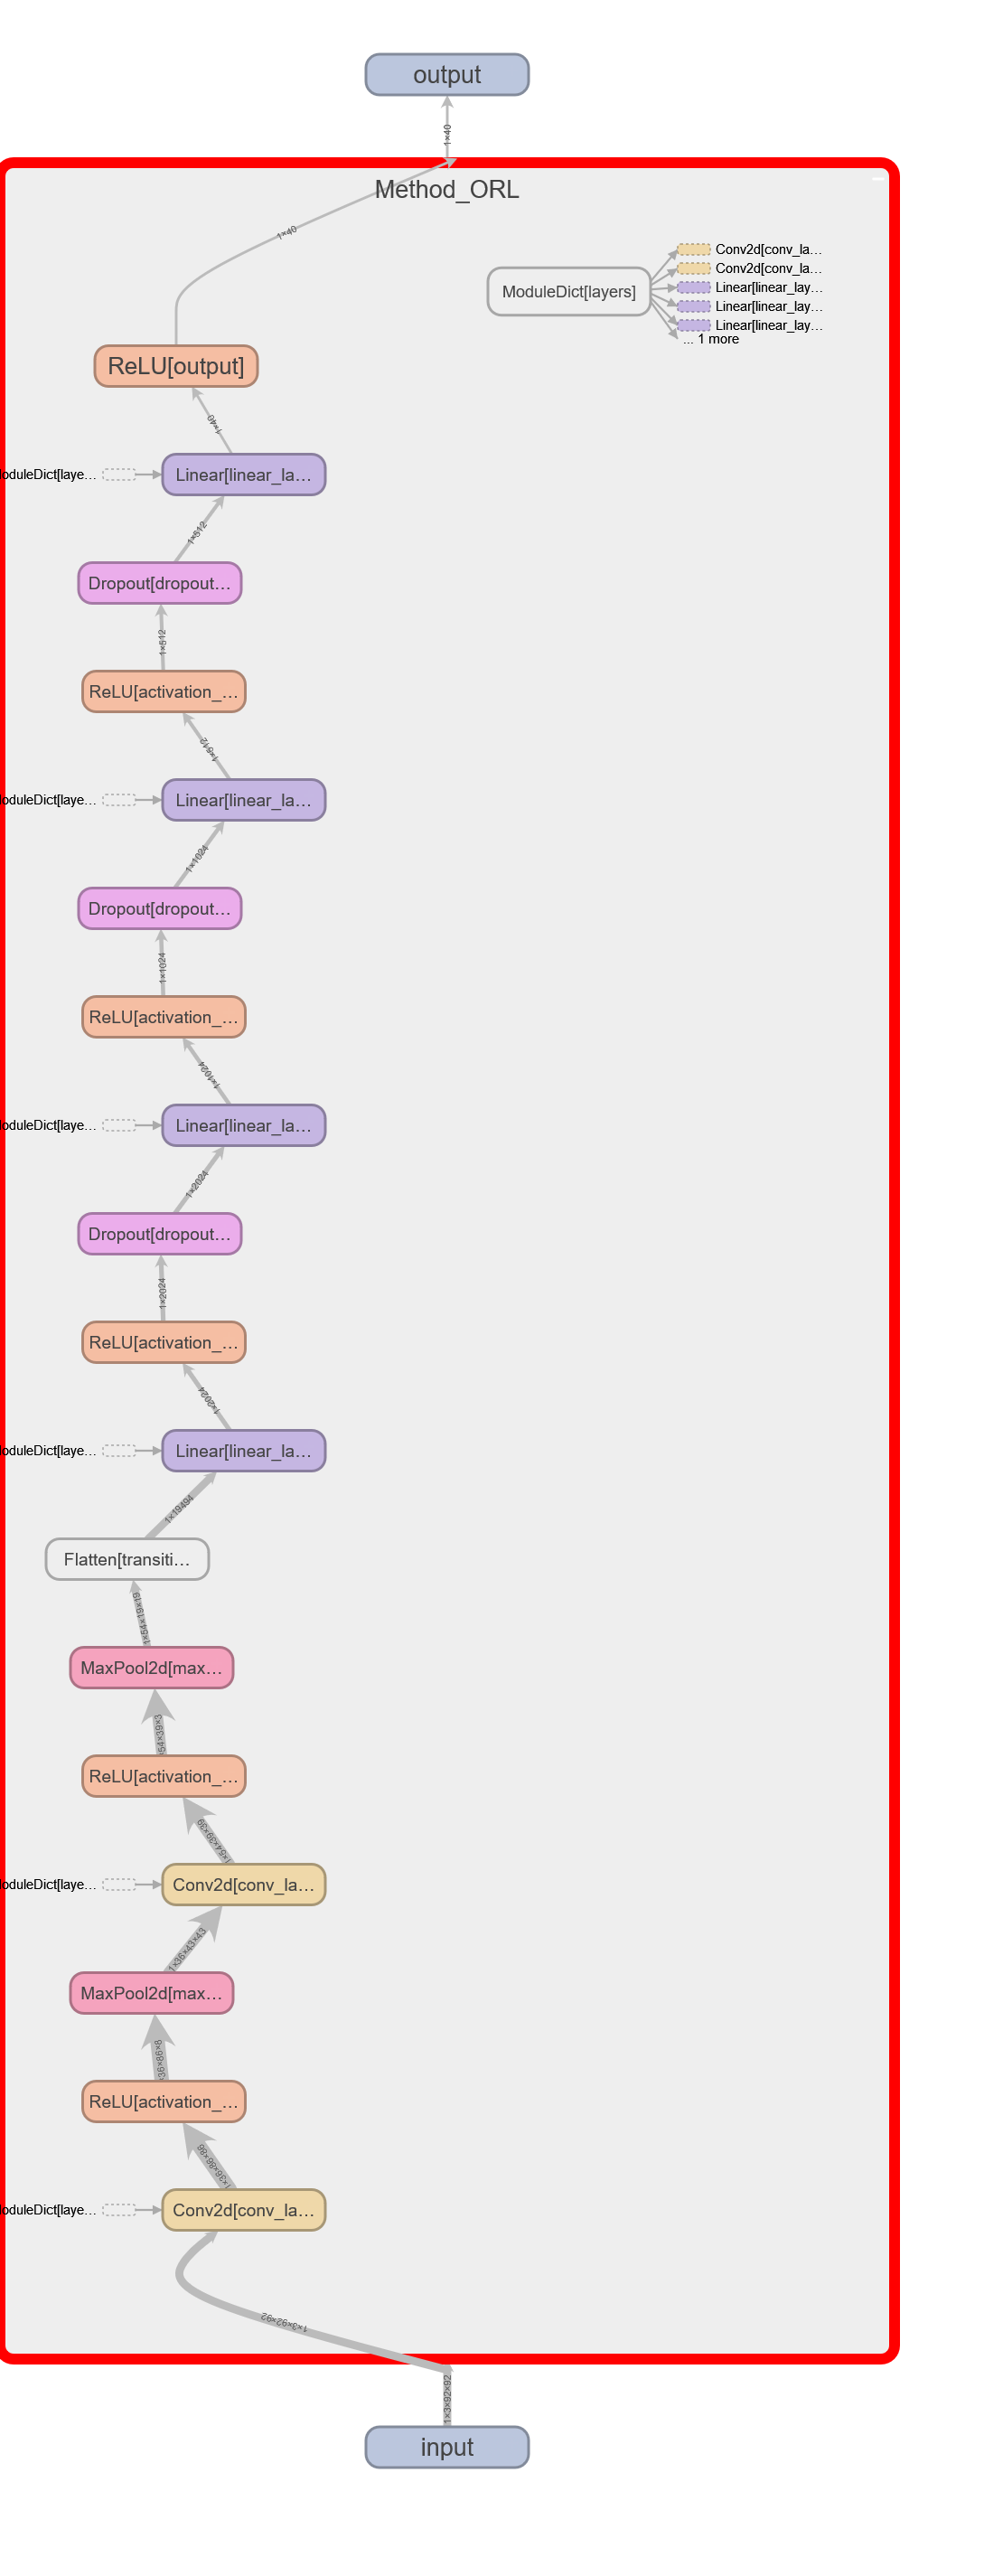 output
1×40
Method_ORL
1×40
Conv2d[conv_la…
Conv2d[conv_la…
ModuleDict[layers]
Linear[linear_lay…
Linear[linear_lay…
Linear[linear_lay…
... 1 more
ReLU[output]
1×40
oduleDict[laye…
Linear[linear_la…
1×512
Dropout[dropout…
1×512
ReLU[activation_…
1×512
oduleDict[laye…
Linear[linear_la…
1×1024
Dropout[dropout…
1×1024
ReLU[activation_…
1×1024
oduleDict[laye…
Linear[linear_la…
1×2024
Dropout[dropout…
1×2024
ReLU[activation_…
1×2024
oduleDict[laye…
Linear[linear_la…
1×19494
Flatten[transiti…
1×54×19×19
MaxPool2d[max…
54×39×3
ReLU[activation_…
1×54×39×39
oduleDict[laye…
Conv2d[conv_la…
1×36×43×43
MaxPool2d[max…
36×86×8
ReLU[activation_…
1×36×86×86
oduleDict[laye…
Conv2d[conv_la…
1×3×92×92
1×3×92×92
input